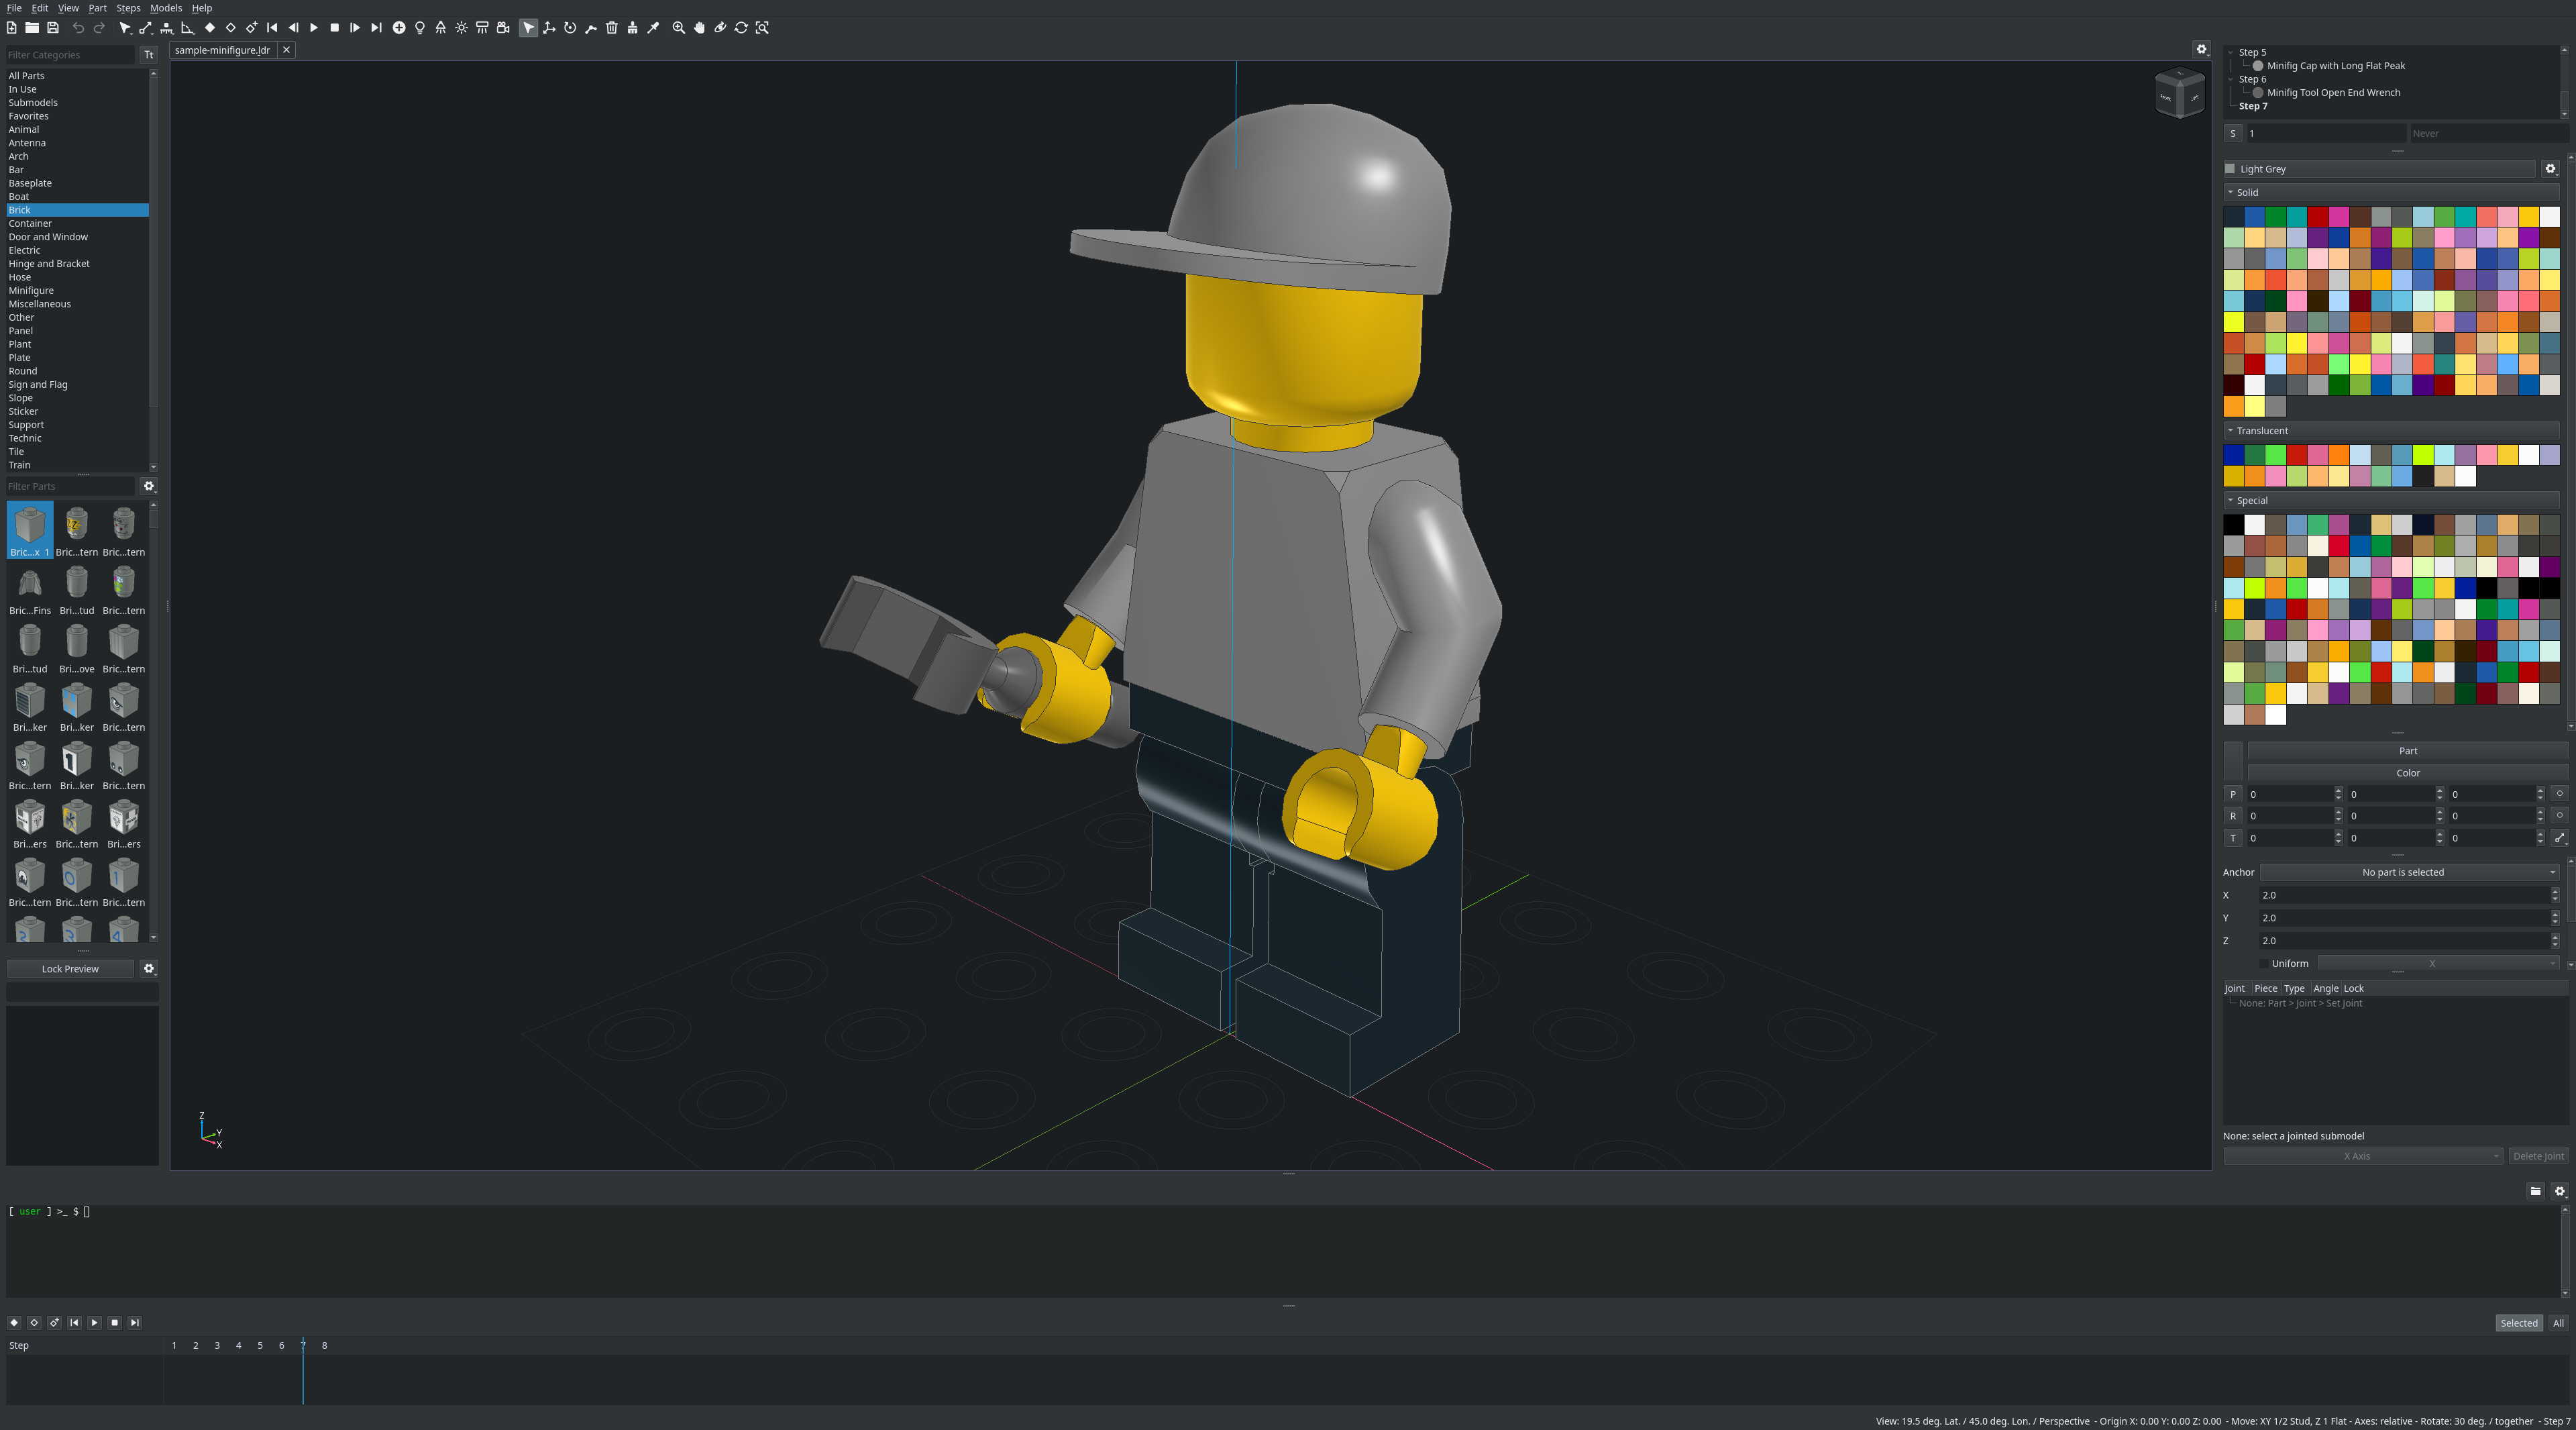 File Edit View Part Steps Models Help
sample-minifigure.ldr
Filter Categories
Tt
All Parts
In Use
Submodels
Favorites
Animal
Antenna
Arch
Bar
Baseplate
Boat
Brick
Container
Door and Window
Electric
Hinge and Bracket
Hose
Minifigure
Miscellaneous
Other
Panel
Plant
Plate
Round
Sign and Flag
Slope
Sticker
Support
Technic
Tile
Train
Filter Parts
Bric...x 1 Bric...tern Bric...tern
Bric...Fins Bri...tud Bric...tern
Bri...tud Bri...ove Bric...tern
Bri...ker Bri...ker Bric...tern
Bric...tern Bri...ker Bric...tern
Bri...ers Bric...tern Bri...ers
Bric...tern Bric...tern Bric...tern
Lock Preview
Z
Y
X
Step 5
Minifig Cap with Long Flat Peak
Step 6
Minifig Tool Open End Wrench
Step 7
S 1 Never
Light Grey
Solid
Translucent
Special
Part
Color
P 0 0 0
R 0 0 0
T 0 0 0
Anchor No part is selected
X 2.0
Y 2.0
Z 2.0
Uniform X
Joint Piece Type Angle Lock
None: Part > Joint > Set Joint
None: select a jointed submodel
X Axis Delete Joint
[ user ] >_ $
Selected All
Step 1 2 3 4 5 6 7 8
View: 19.5 deg. Lat. / 45.0 deg. Lon. / Perspective - Origin X: 0.00 Y: 0.00 Z: 0.00 - Move: XY 1/2 Stud, Z 1 Flat - Axes: relative - Rotate: 30 deg. / together - Step 7